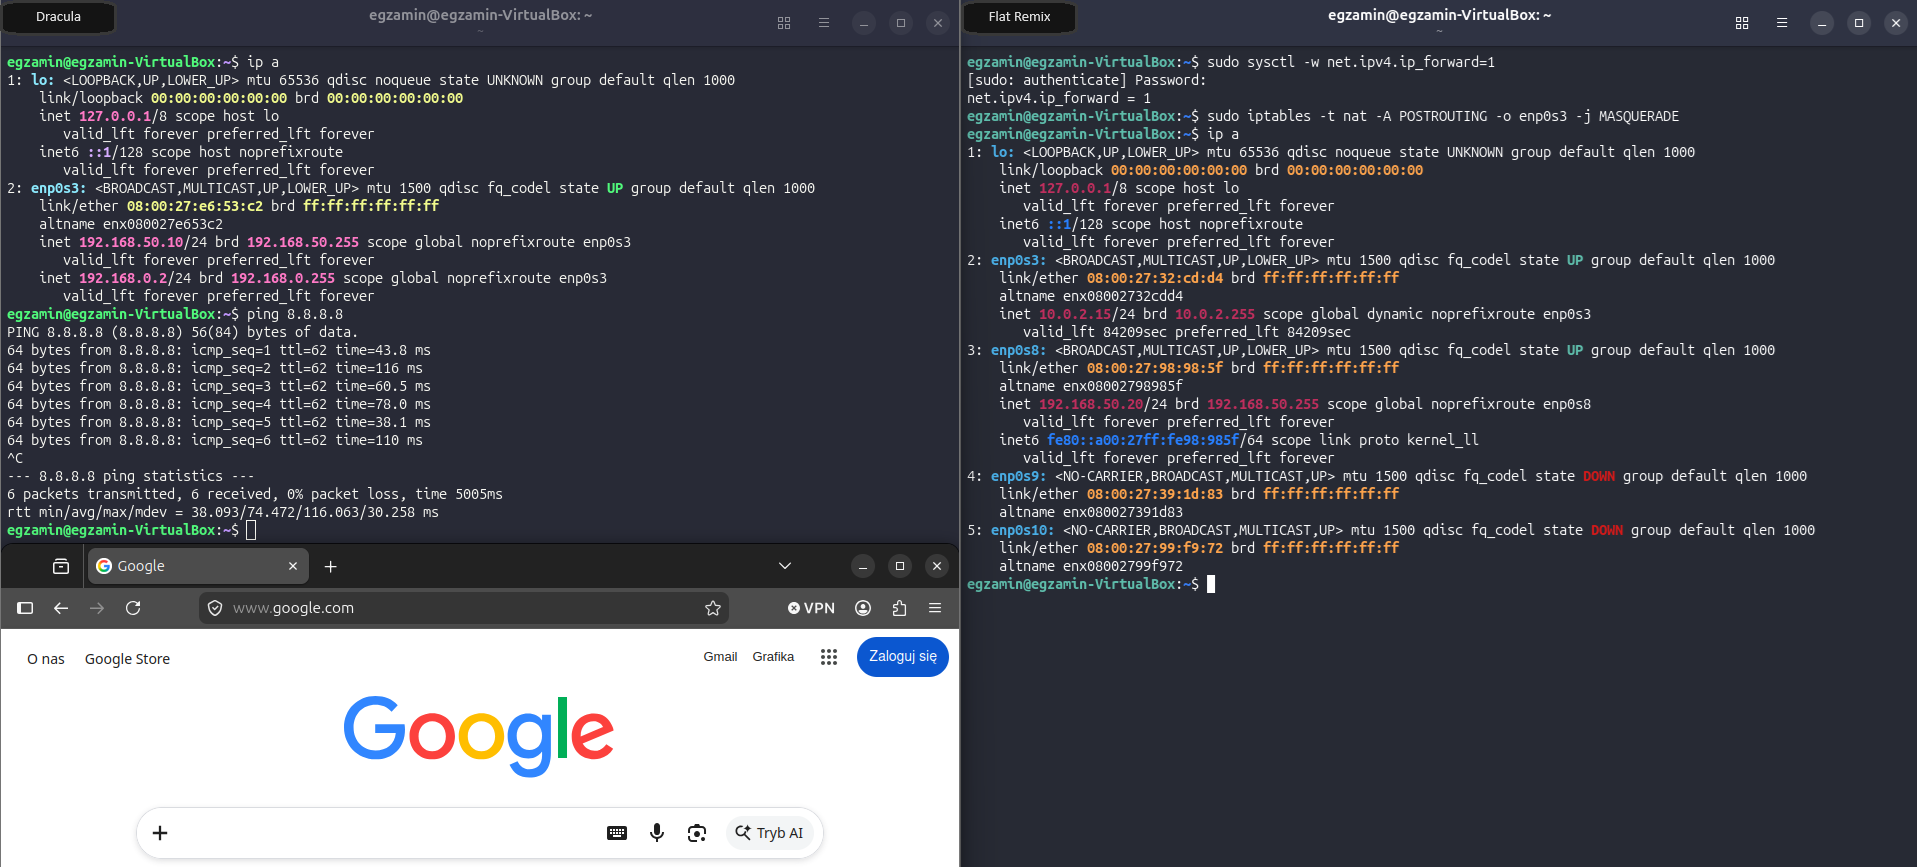 Dracula
egzamin@egzamin-VirtualBox: ~
~
egzamin@egzamin-VirtualBox:~$ ip a
1: lo: <LOOPBACK,UP,LOWER_UP> mtu 65536 qdisc noqueue state UNKNOWN group default qlen 1000
    link/loopback 00:00:00:00:00:00 brd 00:00:00:00:00:00
    inet 127.0.0.1/8 scope host lo
       valid_lft forever preferred_lft forever
    inet6 ::1/128 scope host noprefixroute
       valid_lft forever preferred_lft forever
2: enp0s3: <BROADCAST,MULTICAST,UP,LOWER_UP> mtu 1500 qdisc fq_codel state UP group default qlen 1000
    link/ether 08:00:27:e6:53:c2 brd ff:ff:ff:ff:ff:ff
    altname enx080027e653c2
    inet 192.168.50.10/24 brd 192.168.50.255 scope global noprefixroute enp0s3
       valid_lft forever preferred_lft forever
    inet 192.168.0.2/24 brd 192.168.0.255 scope global noprefixroute enp0s3
       valid_lft forever preferred_lft forever
egzamin@egzamin-VirtualBox:~$ ping 8.8.8.8
PING 8.8.8.8 (8.8.8.8) 56(84) bytes of data.
64 bytes from 8.8.8.8: icmp_seq=1 ttl=62 time=43.8 ms
64 bytes from 8.8.8.8: icmp_seq=2 ttl=62 time=116 ms
64 bytes from 8.8.8.8: icmp_seq=3 ttl=62 time=60.5 ms
64 bytes from 8.8.8.8: icmp_seq=4 ttl=62 time=78.0 ms
64 bytes from 8.8.8.8: icmp_seq=5 ttl=62 time=38.1 ms
64 bytes from 8.8.8.8: icmp_seq=6 ttl=62 time=110 ms
^C
--- 8.8.8.8 ping statistics ---
6 packets transmitted, 6 received, 0% packet loss, time 5005ms
rtt min/avg/max/mdev = 38.093/74.472/116.063/30.258 ms
egzamin@egzamin-VirtualBox:~$
Google
www.google.com
VPN
O nas Google Store Gmail Grafika Zaloguj się
Google
Tryb AI
Flat Remix
egzamin@egzamin-VirtualBox: ~
~
egzamin@egzamin-VirtualBox:~$ sudo sysctl -w net.ipv4.ip_forward=1
[sudo: authenticate] Password:
net.ipv4.ip_forward = 1
egzamin@egzamin-VirtualBox:~$ sudo iptables -t nat -A POSTROUTING -o enp0s3 -j MASQUERADE
egzamin@egzamin-VirtualBox:~$ ip a
1: lo: <LOOPBACK,UP,LOWER_UP> mtu 65536 qdisc noqueue state UNKNOWN group default qlen 1000
    link/loopback 00:00:00:00:00:00 brd 00:00:00:00:00:00
    inet 127.0.0.1/8 scope host lo
       valid_lft forever preferred_lft forever
    inet6 ::1/128 scope host noprefixroute
       valid_lft forever preferred_lft forever
2: enp0s3: <BROADCAST,MULTICAST,UP,LOWER_UP> mtu 1500 qdisc fq_codel state UP group default qlen 1000
    link/ether 08:00:27:32:cd:d4 brd ff:ff:ff:ff:ff:ff
    altname enx08002732cdd4
    inet 10.0.2.15/24 brd 10.0.2.255 scope global dynamic noprefixroute enp0s3
       valid_lft 84209sec preferred_lft 84209sec
3: enp0s8: <BROADCAST,MULTICAST,UP,LOWER_UP> mtu 1500 qdisc fq_codel state UP group default qlen 1000
    link/ether 08:00:27:98:98:5f brd ff:ff:ff:ff:ff:ff
    altname enx08002798985f
    inet 192.168.50.20/24 brd 192.168.50.255 scope global noprefixroute enp0s8
       valid_lft forever preferred_lft forever
    inet6 fe80::a00:27ff:fe98:985f/64 scope link proto kernel_ll
       valid_lft forever preferred_lft forever
4: enp0s9: <NO-CARRIER,BROADCAST,MULTICAST,UP> mtu 1500 qdisc fq_codel state DOWN group default qlen 1000
    link/ether 08:00:27:39:1d:83 brd ff:ff:ff:ff:ff:ff
    altname enx080027391d83
5: enp0s10: <NO-CARRIER,BROADCAST,MULTICAST,UP> mtu 1500 qdisc fq_codel state DOWN group default qlen 1000
    link/ether 08:00:27:99:f9:72 brd ff:ff:ff:ff:ff:ff
    altname enx08002799f972
egzamin@egzamin-VirtualBox:~$